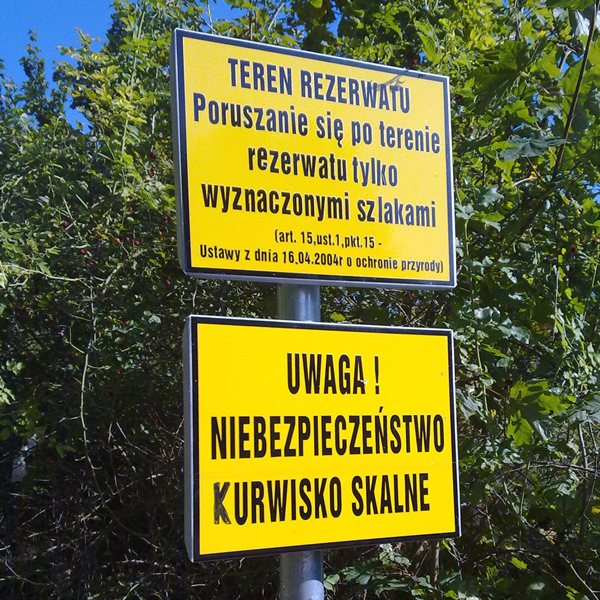 TEREN REZERWATU
Poruszanie się po terenie
rezerwatu tylko
wyznaczonymi szlakami
(art. 15,ust.1,pkt.15 -
Ustawy z dnia 16.04.2004r o ochronie przyrody)
UWAGA !
NIEBEZPIECZEŃSTWO
KURWISKO SKALNE